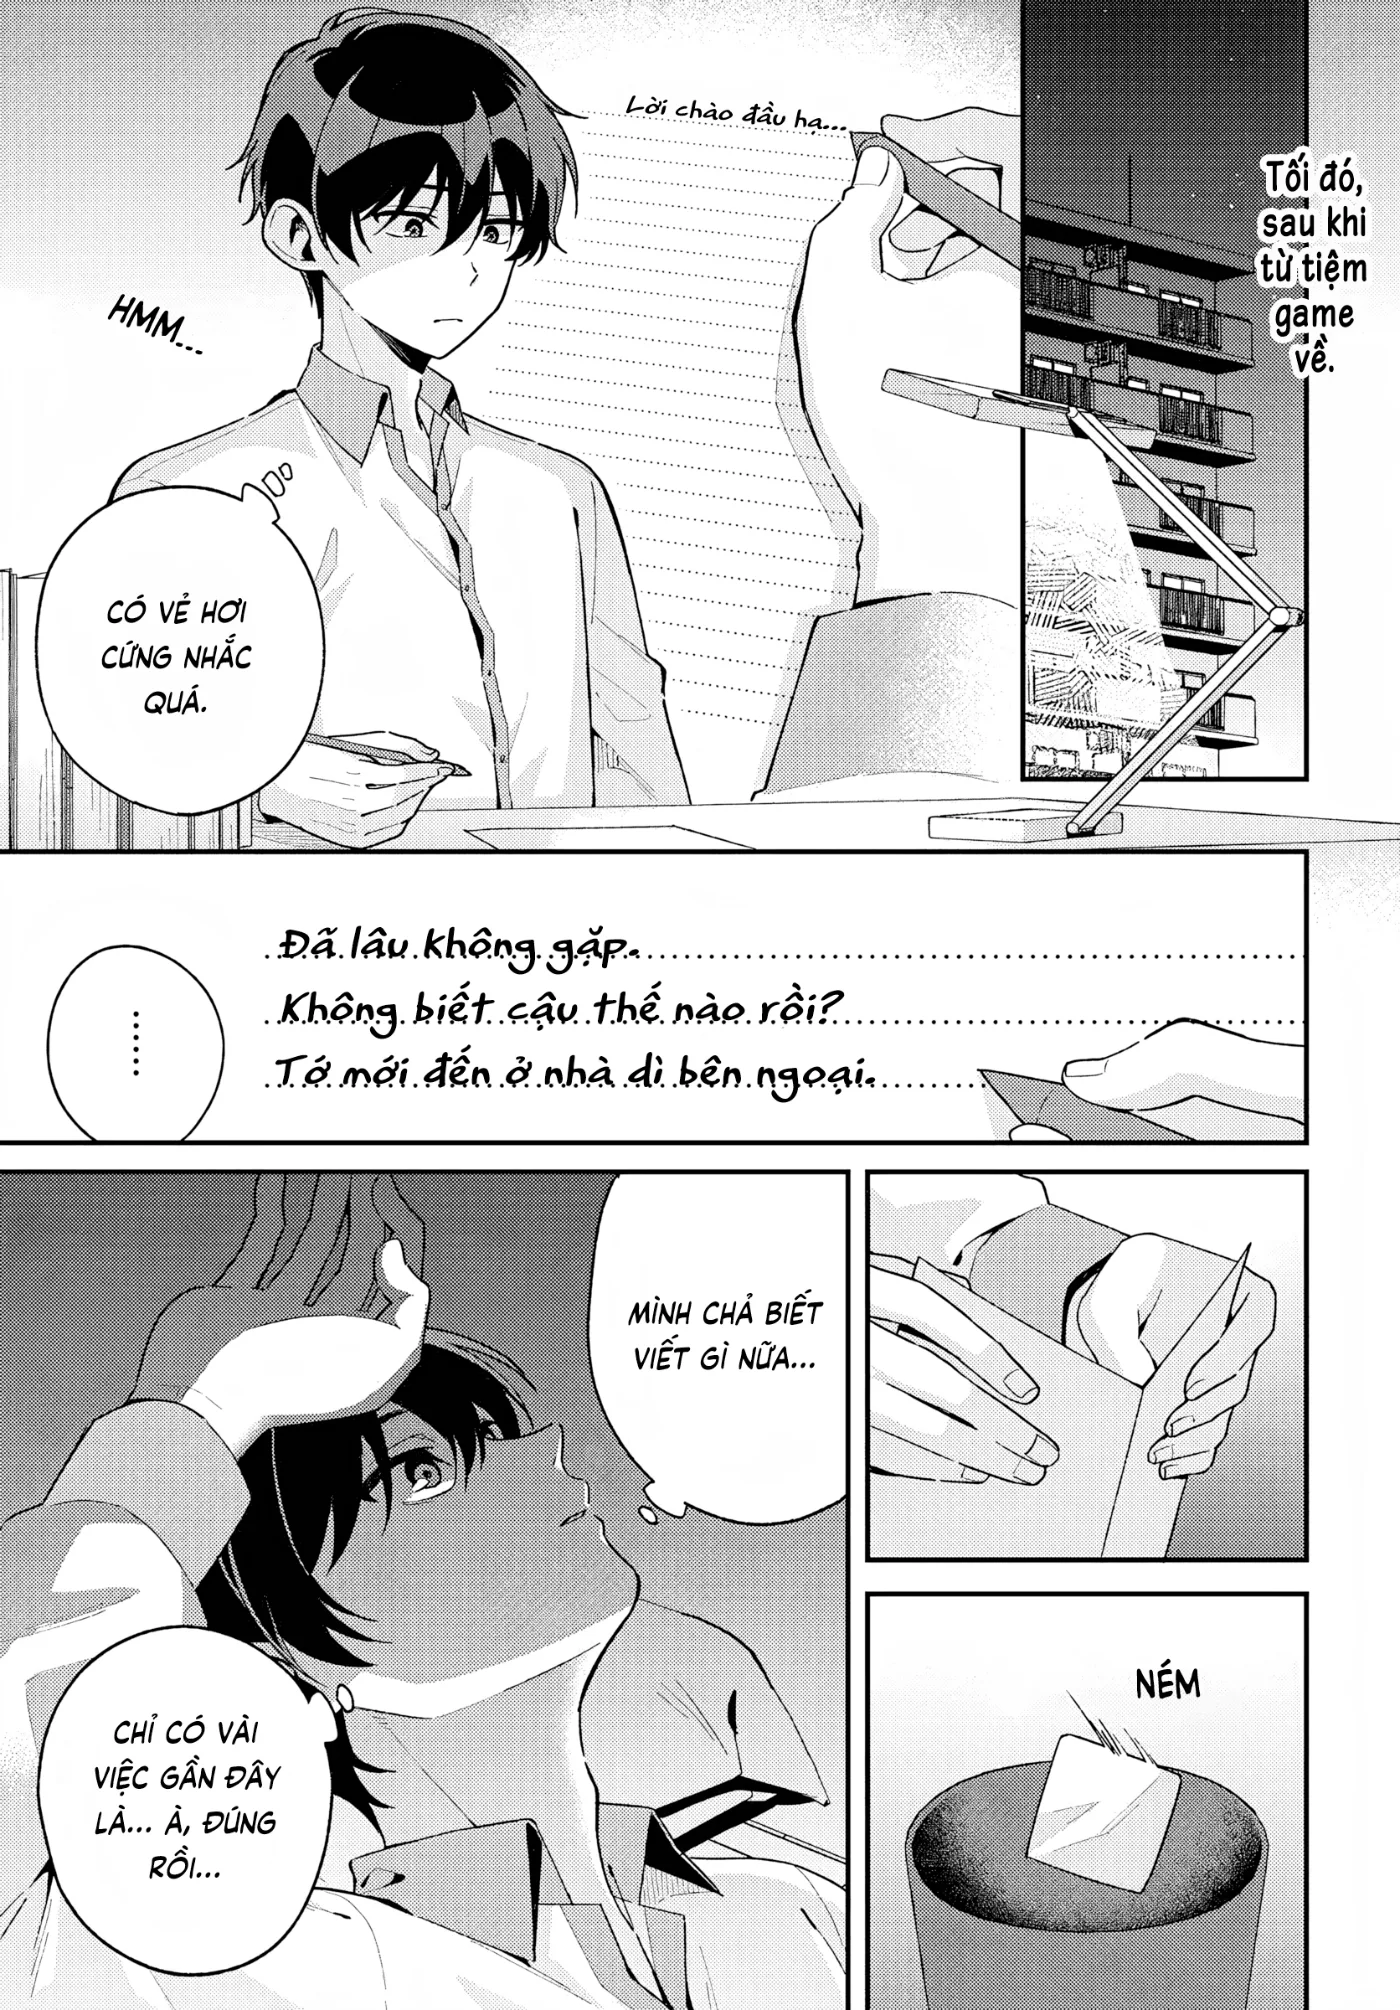 Tối đó,
sau khi
từ tiệm
game
về.
Lời chào đầu hạ...
HMM...
CÓ VẺ HƠI
CỨNG NHẮC
QUÁ.
Đã lâu không gặp.
Không biết cậu thế nào rồi?
Tớ mới đến ở nhà dì bên ngoại.
......
MÌNH CHẢ BIẾT
VIẾT GÌ NỮA...
NÉM
CHỈ CÓ VÀI
VIỆC GẦN ĐÂY
LÀ... À, ĐÚNG
RỒI...